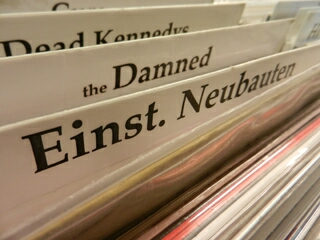 Dead Kennedys
the Damned
Einst. Neubauten